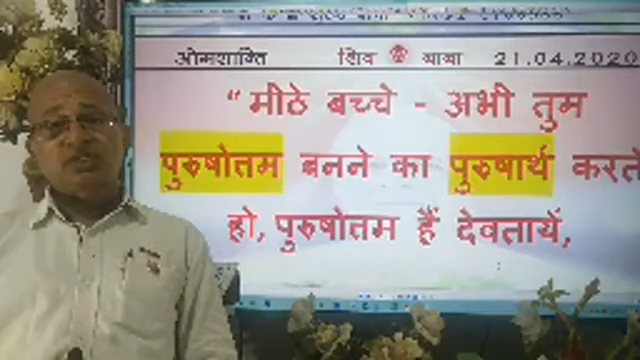 ओमशाक्ति शिव बाबा 21.04.2020
“मीठे बच्चे - अभी तुम
पुरुषोतम बनने का पुरुषार्थ करते
हो, पुरुषोतम हैं देवतायें,